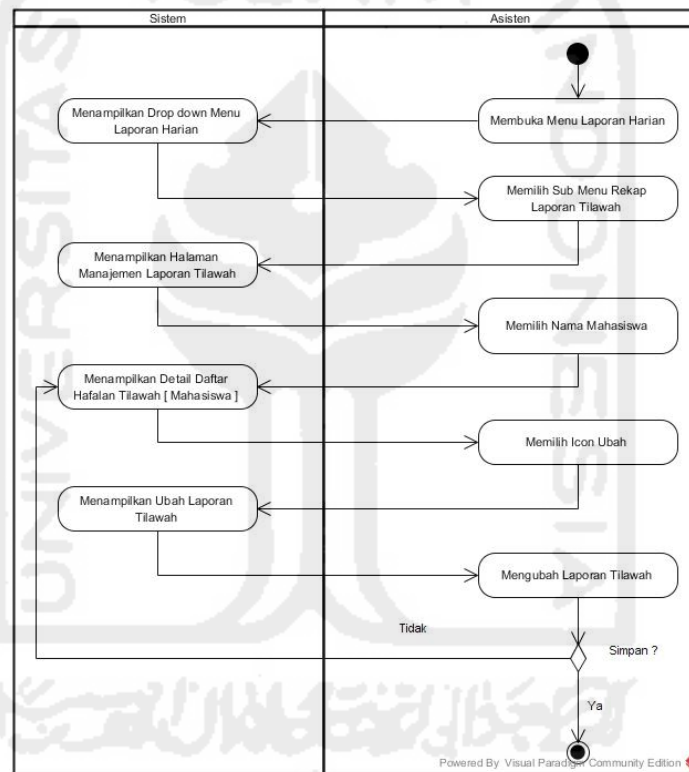 Sistem
Asisten
Membuka Menu Laporan Harian
Menampilkan Drop down Menu
Laporan Harian
Memilih Sub Menu Rekap
Laporan Tilawah
Menampilkan Halaman
Manajemen Laporan Tilawah
Memilih Nama Mahasiswa
Menampilkan Detail Daftar
Hafalan Tilawah [ Mahasiswa ]
Memilih Icon Ubah
Menampilkan Ubah Laporan
Tilawah
Mengubah Laporan Tilawah
Tidak
Simpan ?
Ya
Powered By Visual Paradigm Community Edition
UNIVERSITAS
INDONESIA